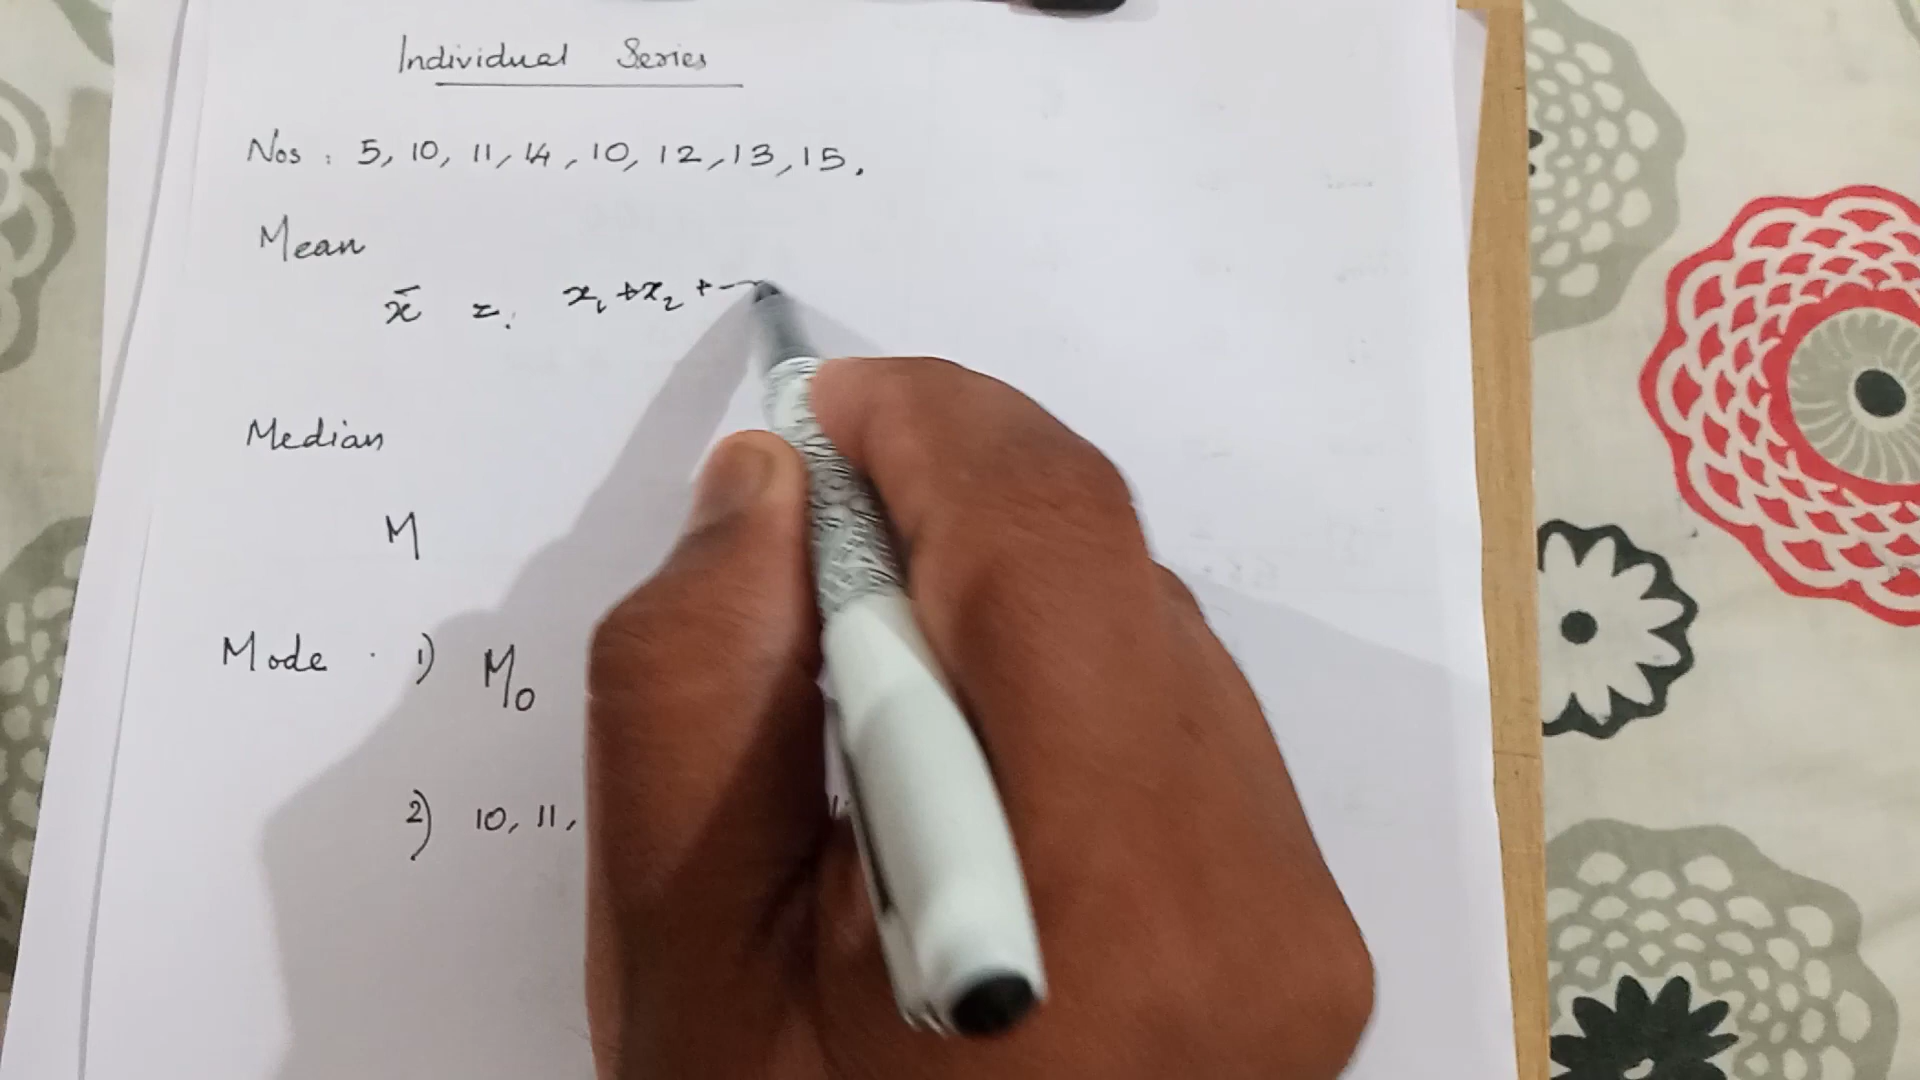 Individual Series
Nos : 5, 10, 11, 14, 10, 12, 13, 15.
Mean
x̄ = x₁ + x₂ + -
Median
M
Mode . 1) M₀
2) 10, 11,